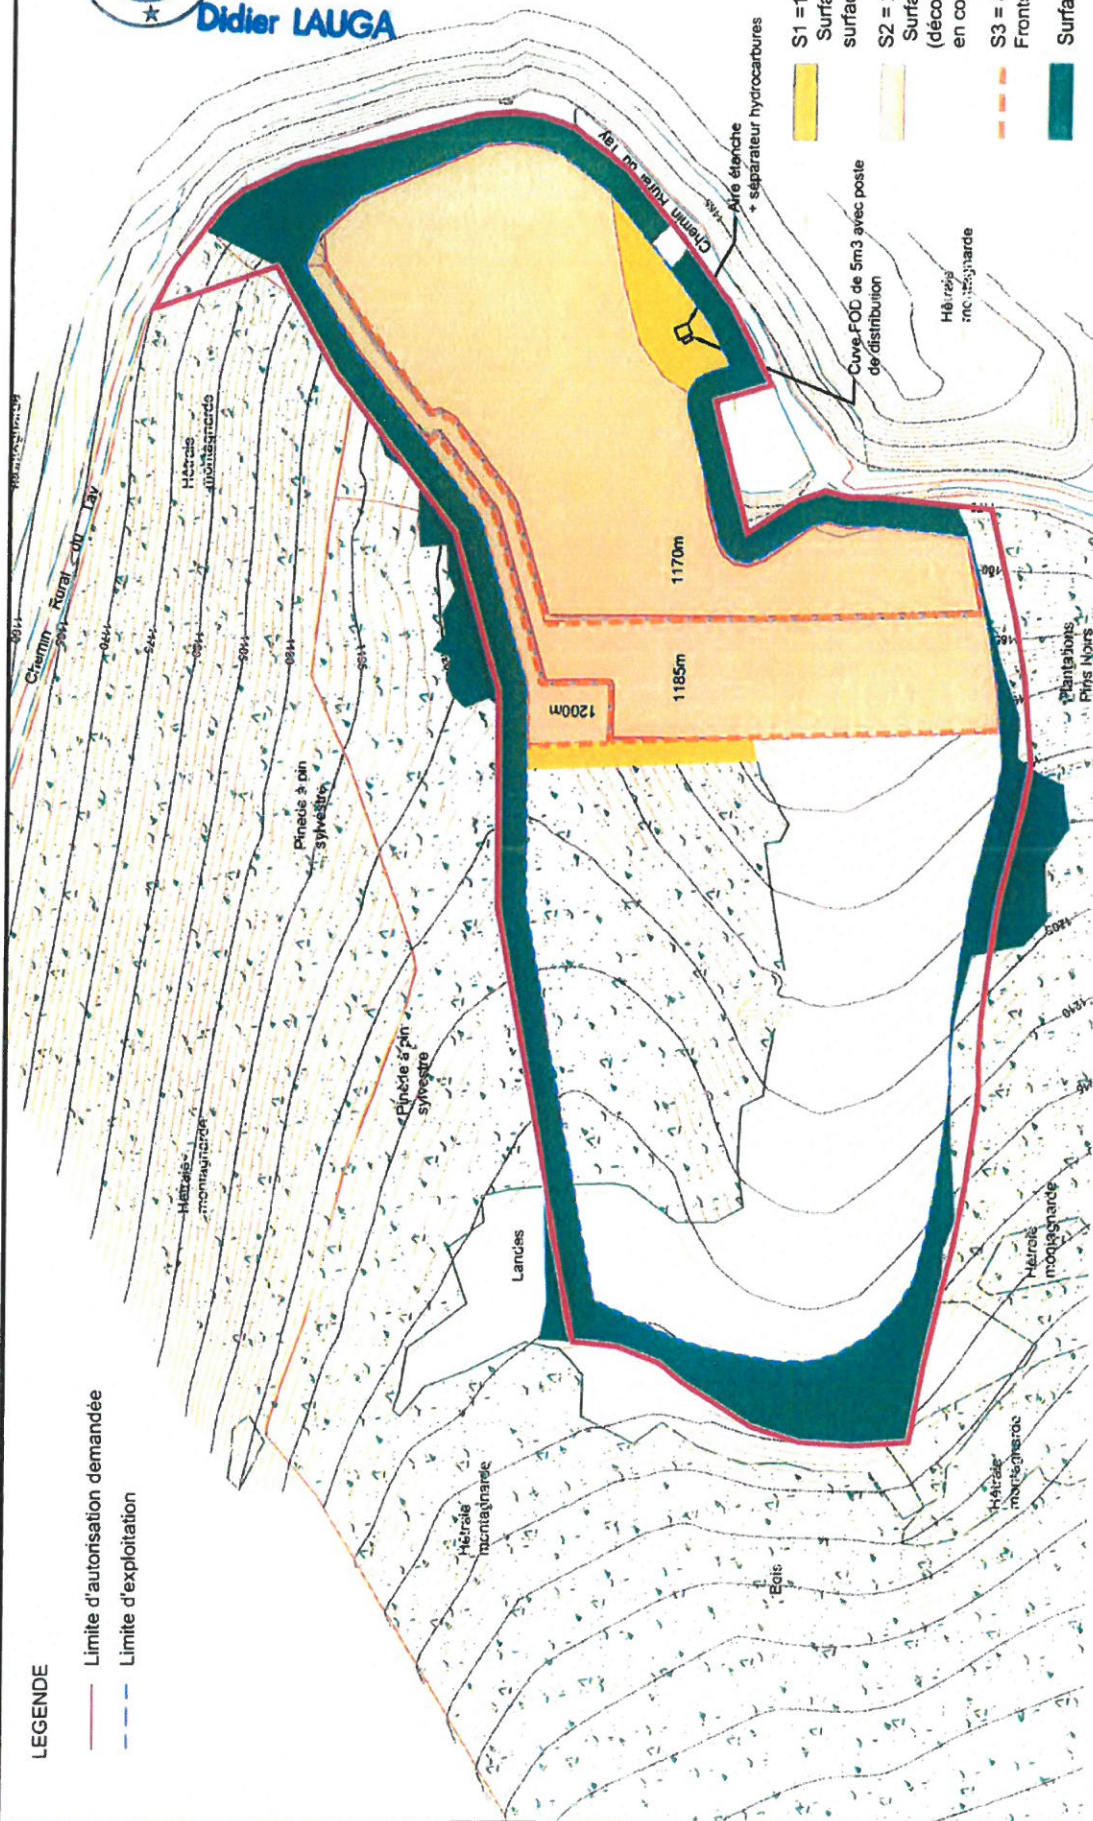 Didier LAUGA
LEGENDE
Limite d'autorisation demandée
Limite d'exploitation
Chemin Rural du Tay
Hêtraie
montagnarde
Pinède à pin
sylvestre
Hêtraie
montagnarde
Pinède à pin
sylvestre
Landes
Hêtraie
montagnarde
Bois
Hêtraie
montagnarde
Hêtraie
montagnarde
1200m
1185m
1170m
Plantations
Pins Noirs
1205
1210
Chemin Rural du Tay
Aire étanche
+ séparateur hydrocarbures
Cuve FOD de 5m3 avec poste
de distribution
Hêtraie
montagnarde
S1 =
Surfa
surfac
S2 =
Surfa
(déco
en co
S3 =
Fronts
Surfa